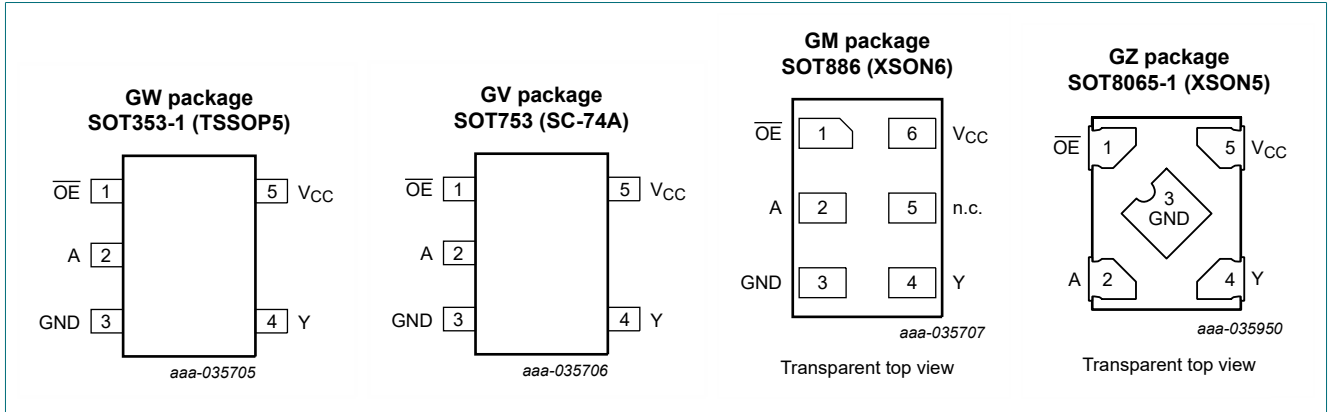 GW package
SOT353-1 (TSSOP5)
OE 1
5 VCC
A 2
GND 3
4 Y
aaa-035705
GV package
SOT753 (SC-74A)
OE 1
5 VCC
A 2
GND 3
4 Y
aaa-035706
GM package
SOT886 (XSON6)
OE 1
6 VCC
A 2
5 n.c.
GND 3
4 Y
aaa-035707
Transparent top view
GZ package
SOT8065-1 (XSON5)
OE 1
5 VCC
3
GND
A 2
4 Y
aaa-035950
Transparent top view